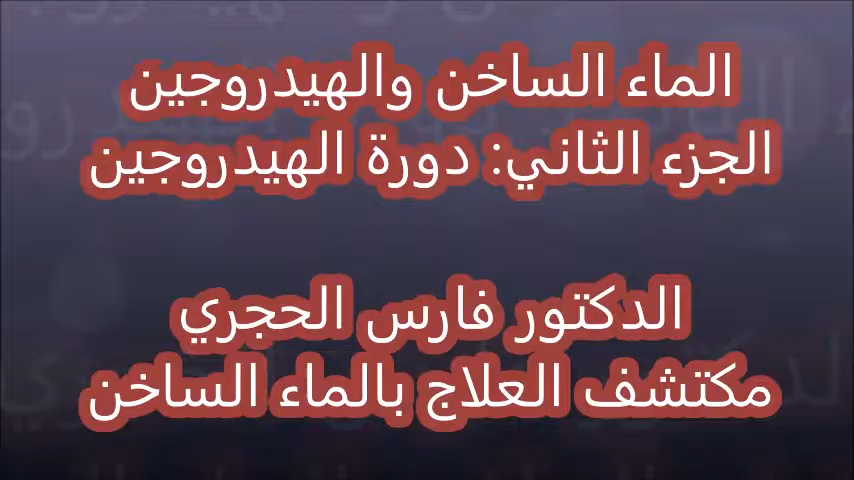 الماء الساخن والهيدروجين
الجزء الثاني: دورة الهيدروجين
الدكتور فارس الحجري
مكتشف العلاج بالماء الساخن